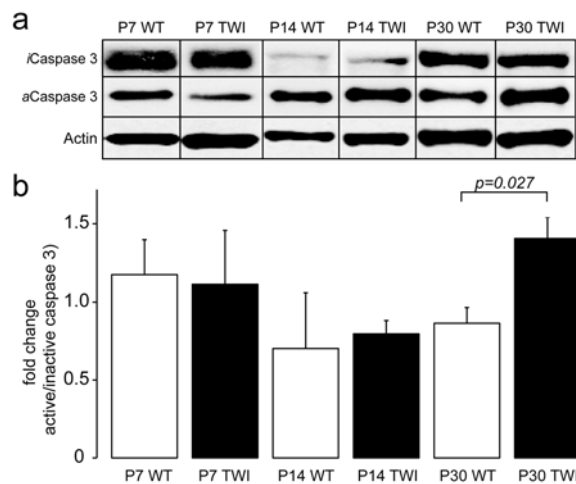 a
P7 WT P7 TWI P14 WT P14 TWI P30 WT P30 TWI
iCaspase 3
aCaspase 3
Actin
b
p=0.027
fold change
active/inactive caspase 3)
1.5
1.0
0.5
0
P7 WT P7 TWI P14 WT P14 TWI P30 WT P30 TWI